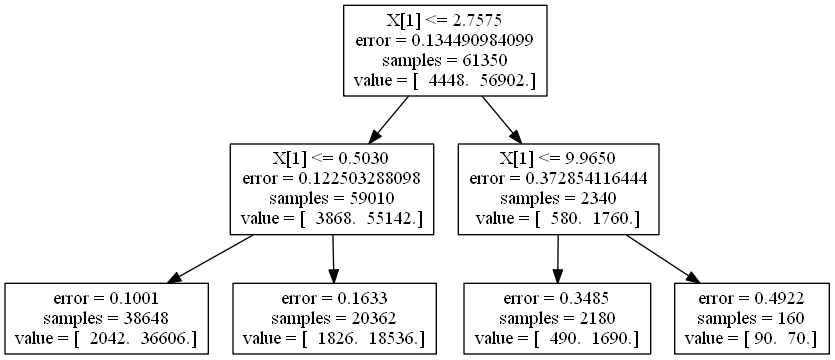 X[1] <= 2.7575
error = 0.134490984099
samples = 61350
value = [  4448.  56902.]
X[1] <= 0.5030
error = 0.122503288098
samples = 59010
value = [  3868.  55142.]
X[1] <= 9.9650
error = 0.372854116444
samples = 2340
value = [  580.  1760.]
error = 0.1001
samples = 38648
value = [  2042.  36606.]
error = 0.1633
samples = 20362
value = [  1826.  18536.]
error = 0.3485
samples = 2180
value = [  490.  1690.]
error = 0.4922
samples = 160
value = [ 90.  70.]